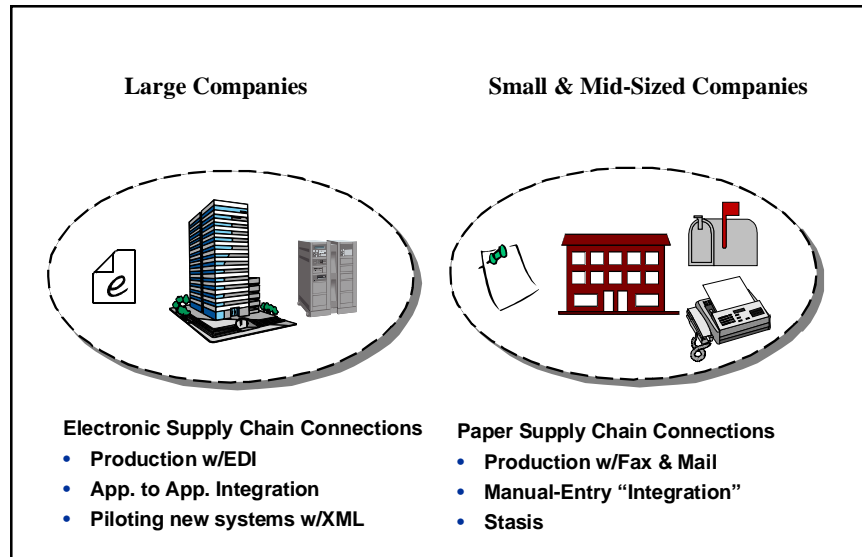 Large Companies
Small & Mid-Sized Companies
e
Electronic Supply Chain Connections
• Production w/EDI
• App. to App. Integration
• Piloting new systems w/XML
Paper Supply Chain Connections
• Production w/Fax & Mail
• Manual-Entry “Integration”
• Stasis